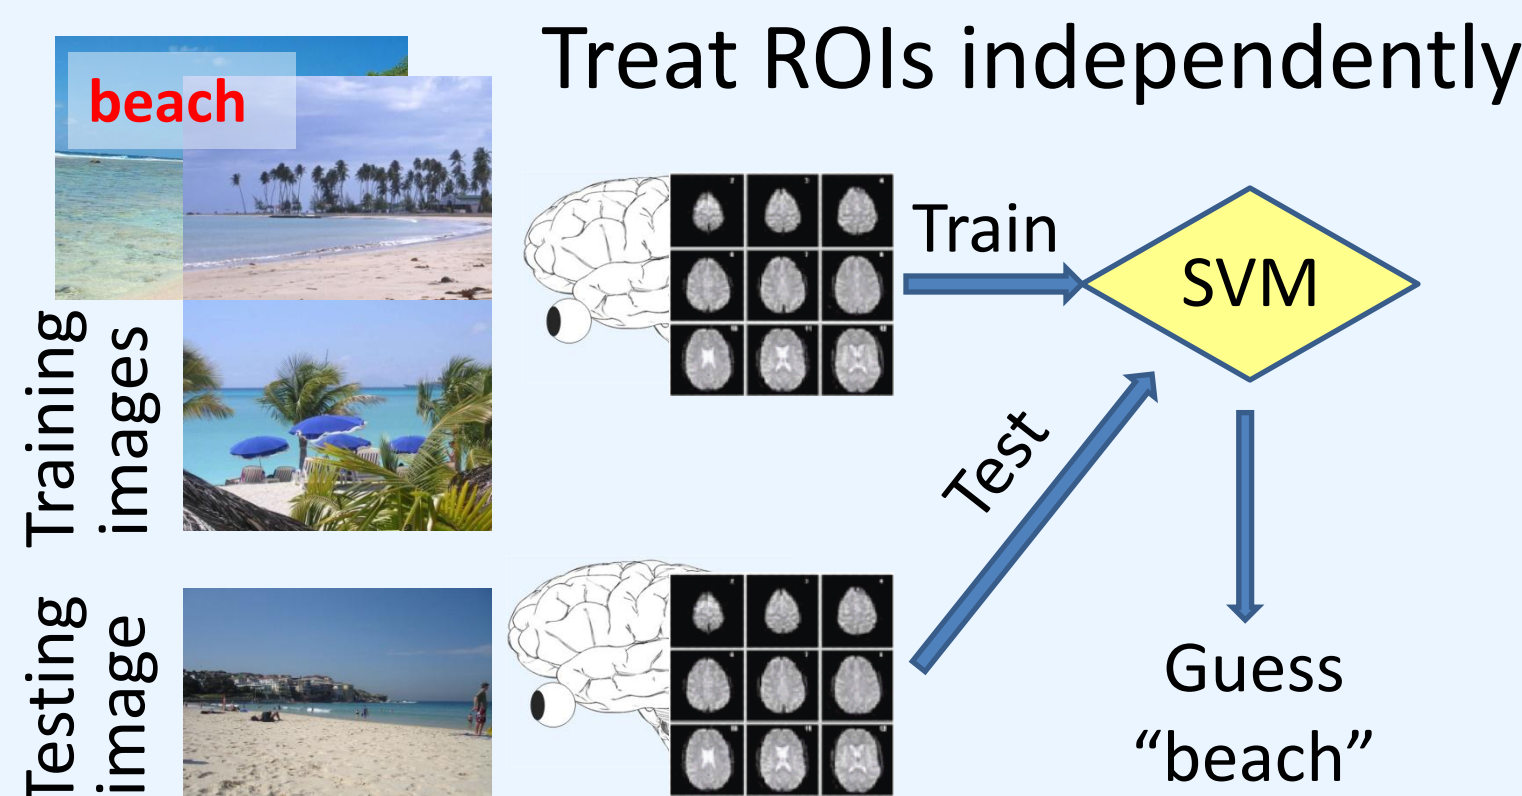 Treat ROIs independently
beach
Training
images
Train
SVM
Test
Testing
image
Guess
“beach”